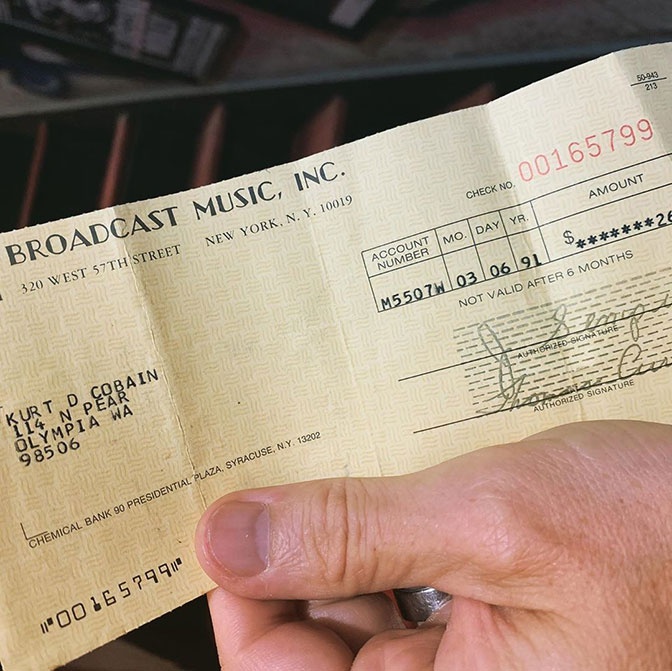 50-943
213
CHECK NO. 00165799
BROADCAST MUSIC, INC.
320 WEST 57TH STREET NEW YORK, N.Y. 10019
ACCOUNT NUMBER MO. DAY YR. AMOUNT
M5507W 03 06 91 $*******26
NOT VALID AFTER 6 MONTHS
AUTHORIZED SIGNATURE
Thomas
AUTHORIZED SIGNATURE
KURT D COBAIN
114 N PEAR
OLYMPIA WA
98506
CHEMICAL BANK 90 PRESIDENTIAL PLAZA, SYRACUSE, N.Y. 13202
⑈00165799⑈